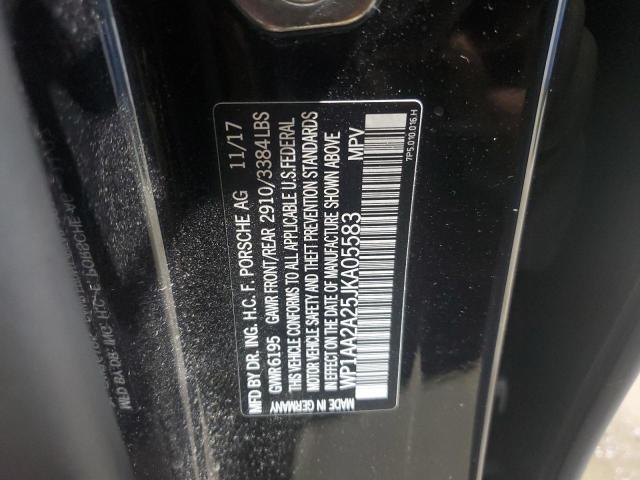 MFD BY DR. ING. H.C. F. PORSCHE AG 11/17
GWR 6195 GAWR FRONT/REAR 2910/3384 LBS
THIS VEHICLE CONFORMS TO ALL APPLICABLE U.S.FEDERAL
MOTOR VEHICLE SAFETY AND THEFT PREVENTION STANDARDS
IN EFFECT ON THE DATE OF MANUFACTURE SHOWN ABOVE
WP1AA2A25JKA05583 MPV
MADE IN GERMANY
7P5.010.016.H